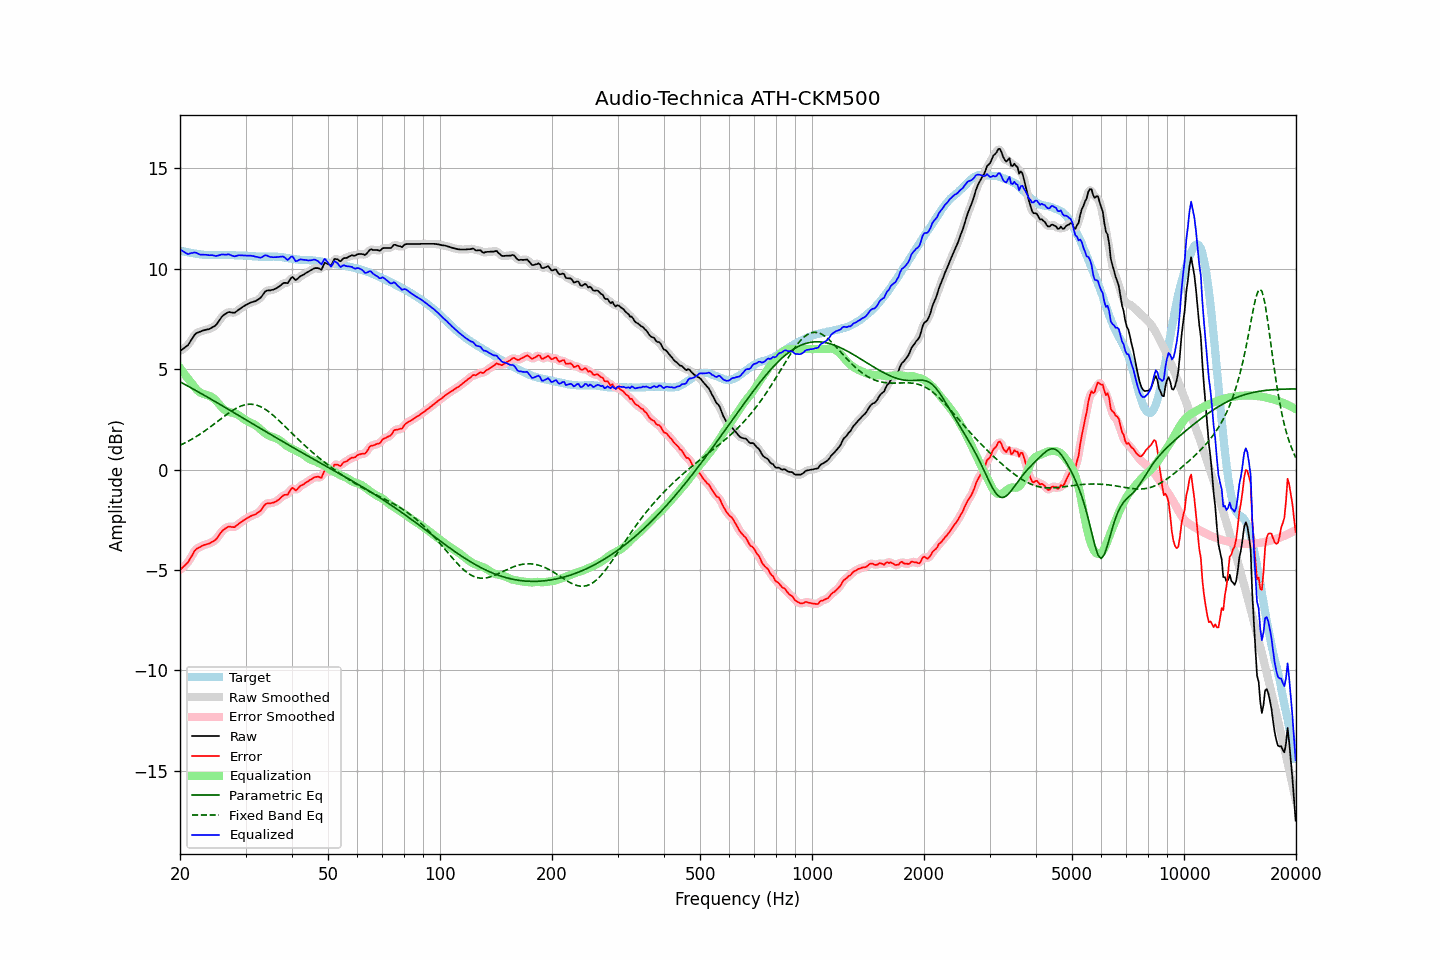 Audio-Technica ATH-CKM500
Amplitude (dBr)
15
10
5
0
−5
−10
−15
Target
Raw Smoothed
Error Smoothed
Raw
Error
Equalization
Parametric Eq
Fixed Band Eq
Equalized
20 50 100 200 500 1000 2000 5000 10000 20000
Frequency (Hz)